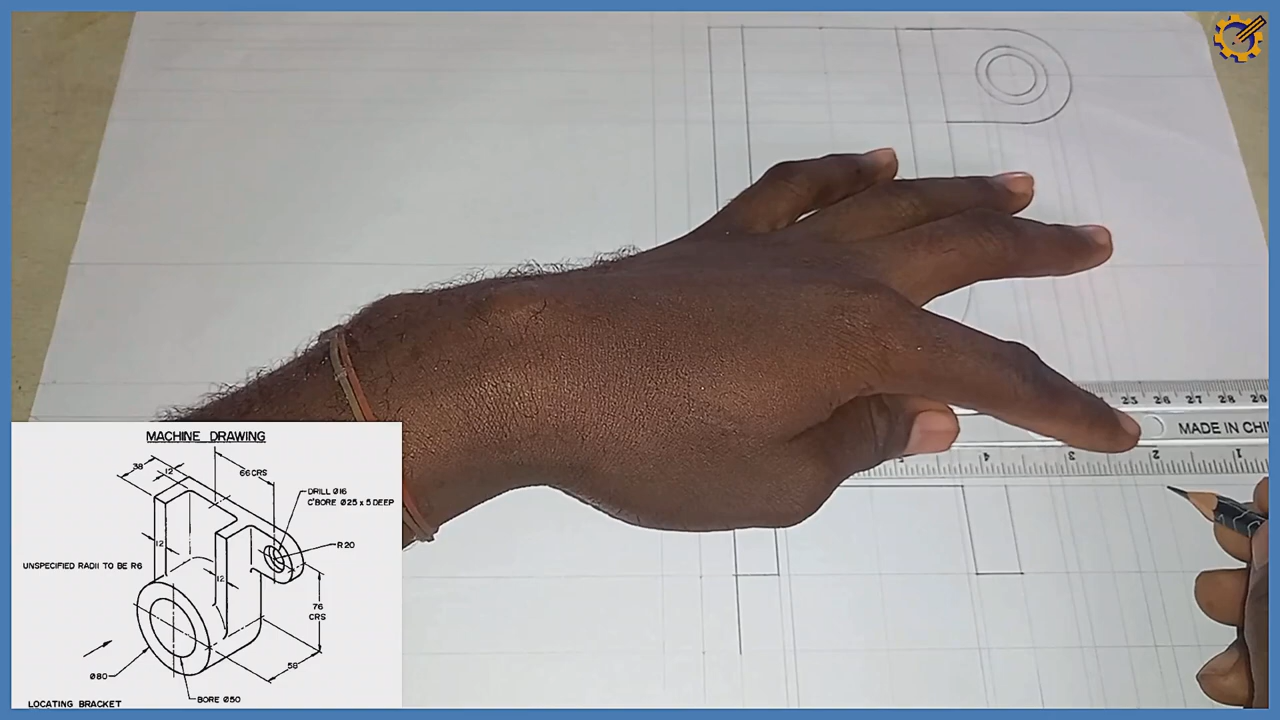 MACHINE DRAWING
38
12
66 CRS
DRILL Ø16
C'BORE Ø25 x 5 DEEP
R20
12
UNSPECIFIED RADII TO BE R6
12
76
CRS
58
Ø80
BORE Ø50
LOCATING BRACKET
25 26 27 28 29
MADE IN CHI
5 4 3 2 1